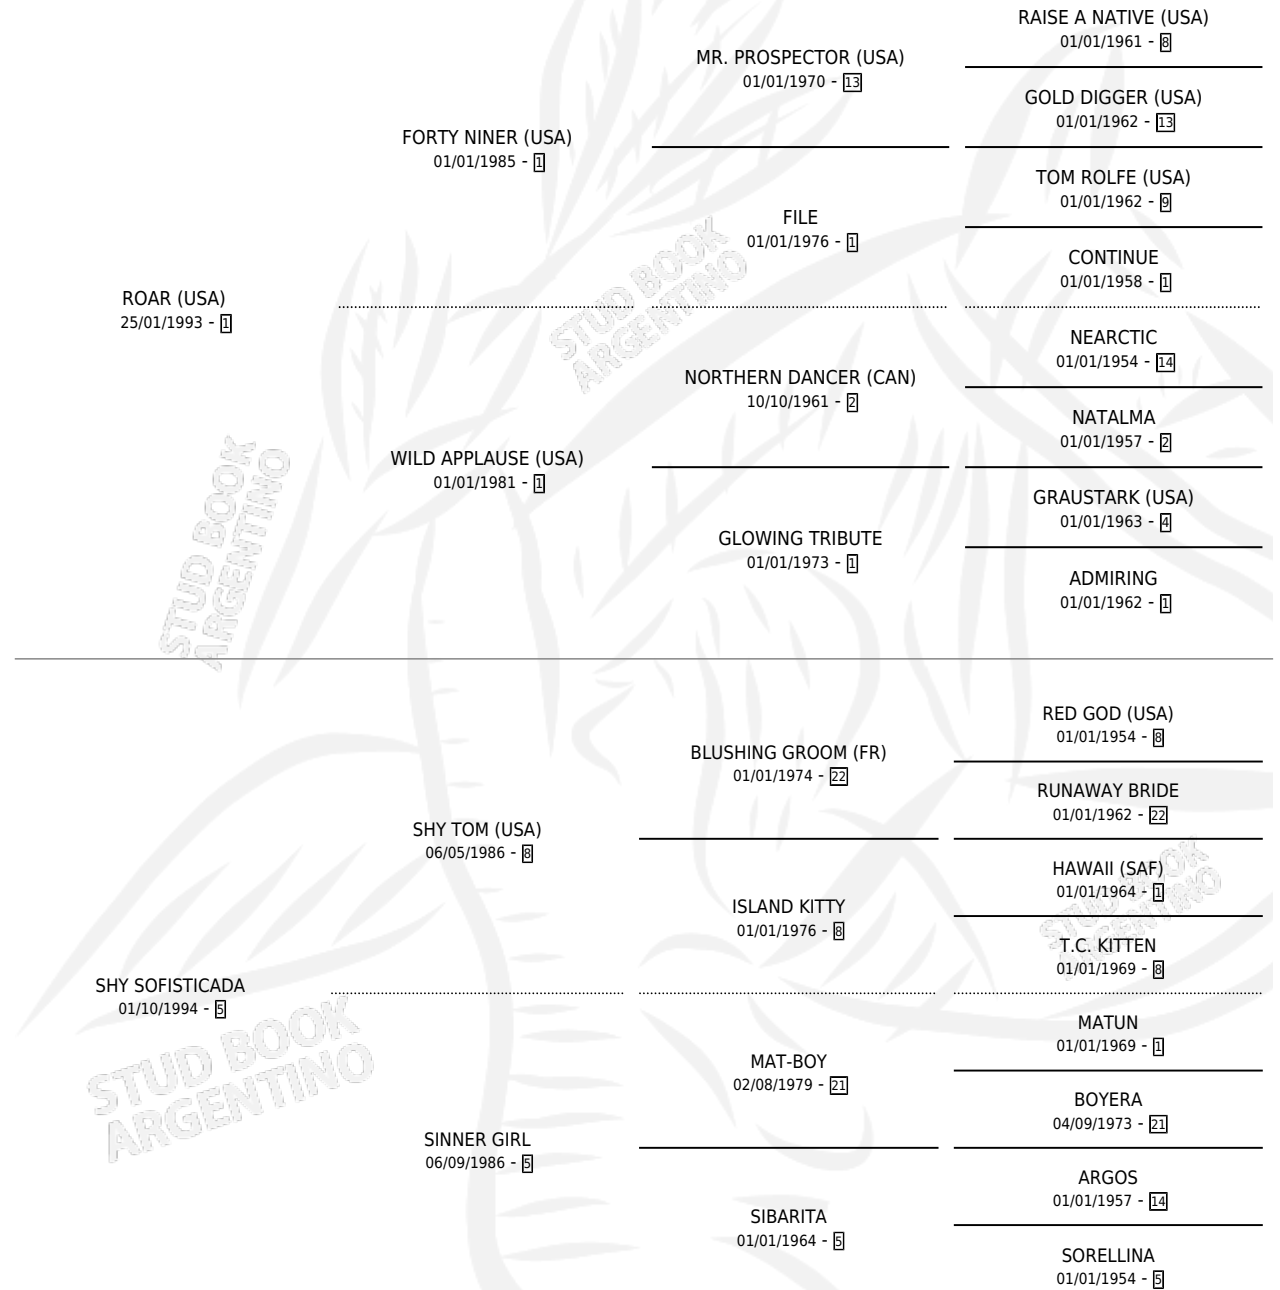 RAISE A NATIVE (USA)
01/01/1961 - 8
MR. PROSPECTOR (USA)
01/01/1970 - 13
GOLD DIGGER (USA)
01/01/1962 - 13
FORTY NINER (USA)
01/01/1985 - 1
TOM ROLFE (USA)
01/01/1962 - 9
FILE
01/01/1976 - 1
CONTINUE
01/01/1958 - 1
ROAR (USA)
25/01/1993 - 1
NEARCTIC
01/01/1954 - 14
NORTHERN DANCER (CAN)
10/10/1961 - 2
NATALMA
01/01/1957 - 2
WILD APPLAUSE (USA)
01/01/1981 - 1
GRAUSTARK (USA)
01/01/1963 - 4
GLOWING TRIBUTE
01/01/1973 - 1
ADMIRING
01/01/1962 - 1
STUD BOOK
ARGENTINO
STUD BOOK
ARGENTINO
RED GOD (USA)
01/01/1954 - 8
BLUSHING GROOM (FR)
01/01/1974 - 22
RUNAWAY BRIDE
01/01/1962 - 22
SHY TOM (USA)
06/05/1986 - 8
HAWAII (SAF)
01/01/1964 - 1
ISLAND KITTY
01/01/1976 - 8
T.C. KITTEN
01/01/1969 - 8
SHY SOFISTICADA
01/10/1994 - 5
MATUN
01/01/1969 - 1
MAT-BOY
02/08/1979 - 21
BOYERA
04/09/1973 - 21
SINNER GIRL
06/09/1986 - 5
ARGOS
01/01/1957 - 14
SIBARITA
01/01/1964 - 5
SORELLINA
01/01/1954 - 5
STUD BOOK
ARGENTINO
STUD BOOK
ARGENTINO